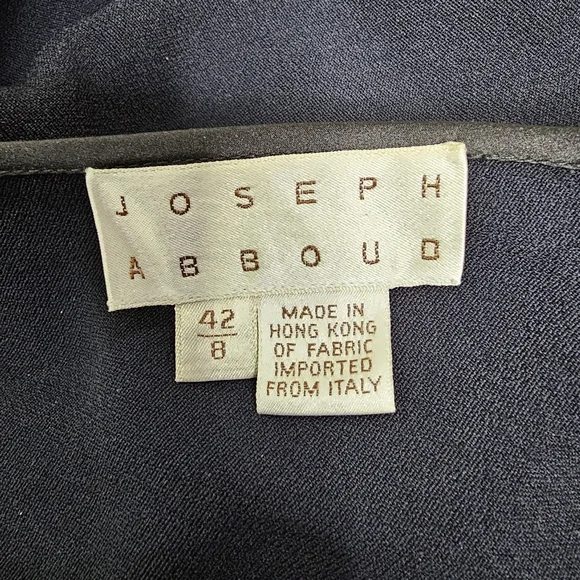 JOSEPH
ABBOUD
42
8
MADE IN
HONG KONG
OF FABRIC
IMPORTED
FROM ITALY